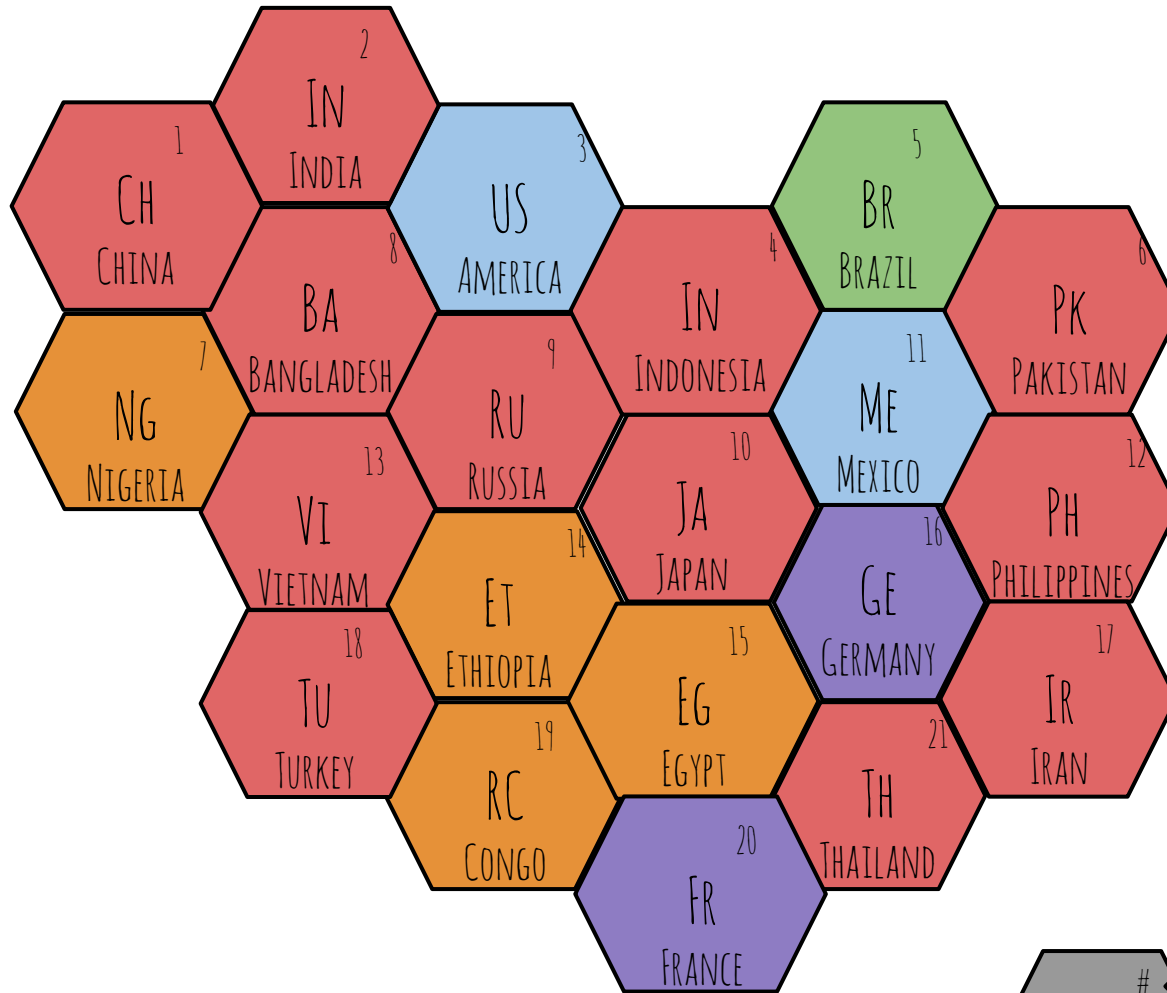 1
CH
CHINA
2
IN
INDIA
3
US
AMERICA
4
IN
INDONESIA
5
BR
BRAZIL
6
PK
PAKISTAN
7
NG
NIGERIA
8
BA
BANGLADESH
9
RU
RUSSIA
10
JA
JAPAN
11
ME
MEXICO
12
PH
PHILIPPINES
13
VI
VIETNAM
14
ET
ETHIOPIA
15
EG
EGYPT
16
GE
GERMANY
17
IR
IRAN
18
TU
TURKEY
19
RC
CONGO
20
FR
FRANCE
21
TH
THAILAND
#